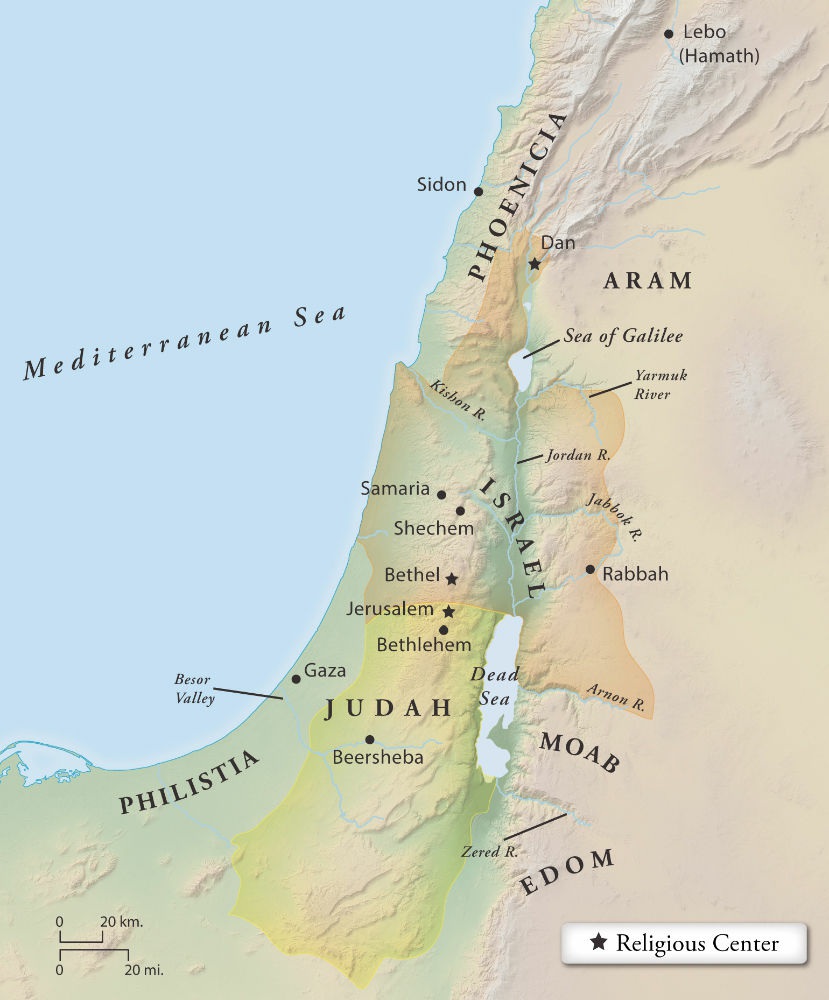 Lebo
(Hamath)
PHOENICIA
Sidon
Dan
ARAM
Mediterranean Sea
Sea of Galilee
Yarmuk
River
Kishon R.
Jordan R.
ISRAEL
Samaria
Jabbok R.
Shechem
Bethel
Rabbah
Jerusalem
Bethlehem
Gaza
Besor
Valley
Dead
Sea
Arnon R.
JUDAH
MOAB
Beersheba
PHILISTIA
Zered R.
EDOM
0 20 km.
0 20 mi.
Religious Center